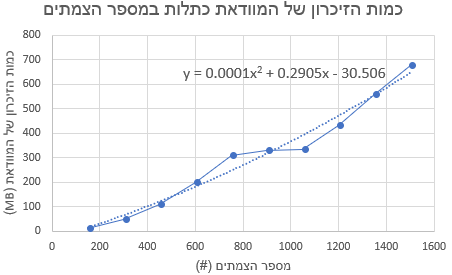 כמות הזיכרון של המוודאת כתלות במספר הצמתים
כמות הזיכרון של המוודאת (MB)
800
700
600
500
400
300
200
100
0
y = 0.0001x² + 0.2905x - 30.506
0 200 400 600 800 1000 1200 1400 1600
מספר הצמתים (#)